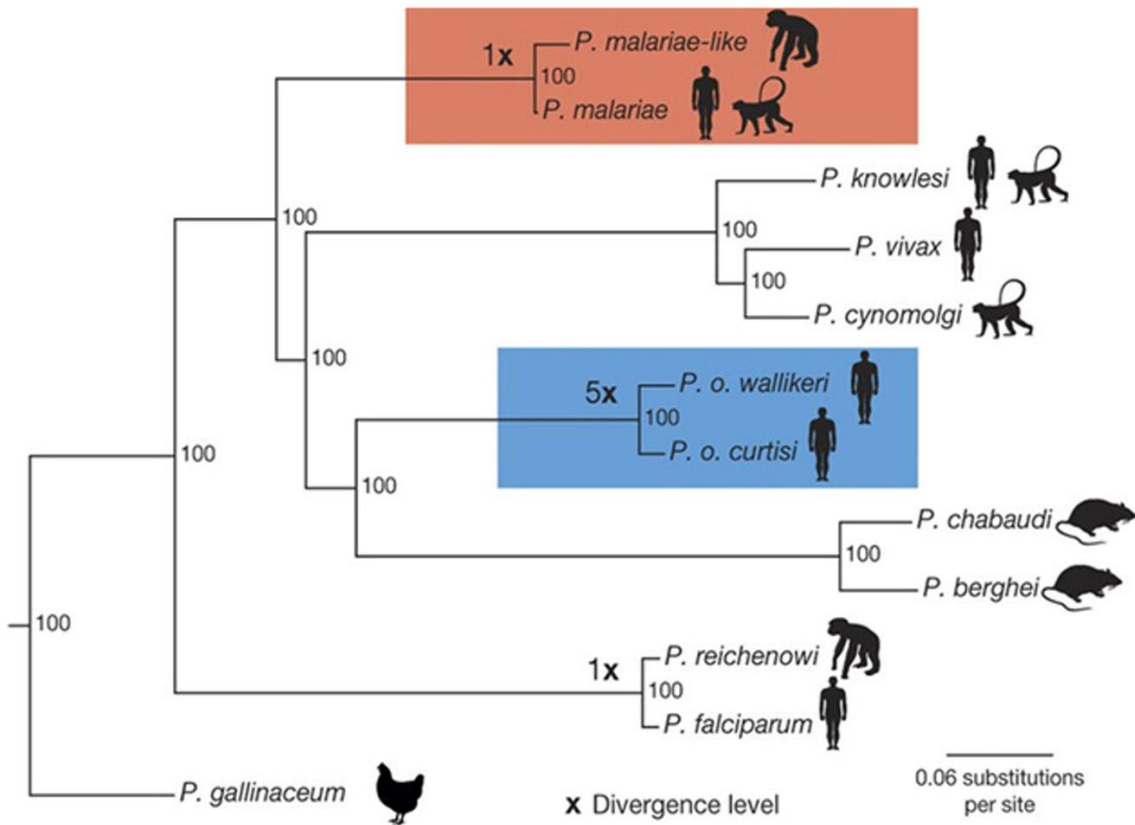 P. malariae-like
1x
100
P. malariae
P. knowlesi
100
100
P. vivax
100
P. cynomolgi
100
P. o. wallikeri
5x
100
P. o. curtisi
100
100
P. chabaudi
100
P. berghei
100
P. reichenowi
1x
100
P. falciparum
0.06 substitutions
per site
P. gallinaceum
x Divergence level